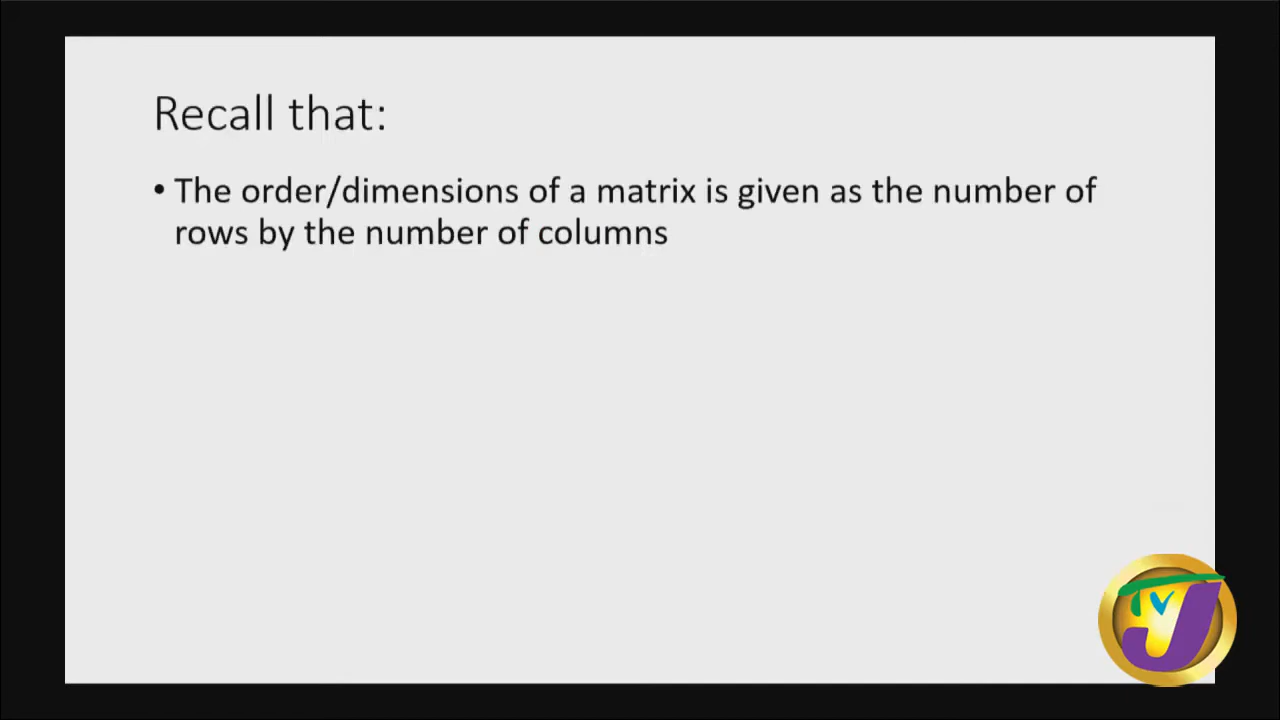 Recall that:
• The order/dimensions of a matrix is given as the number of
rows by the number of columns
TVJ